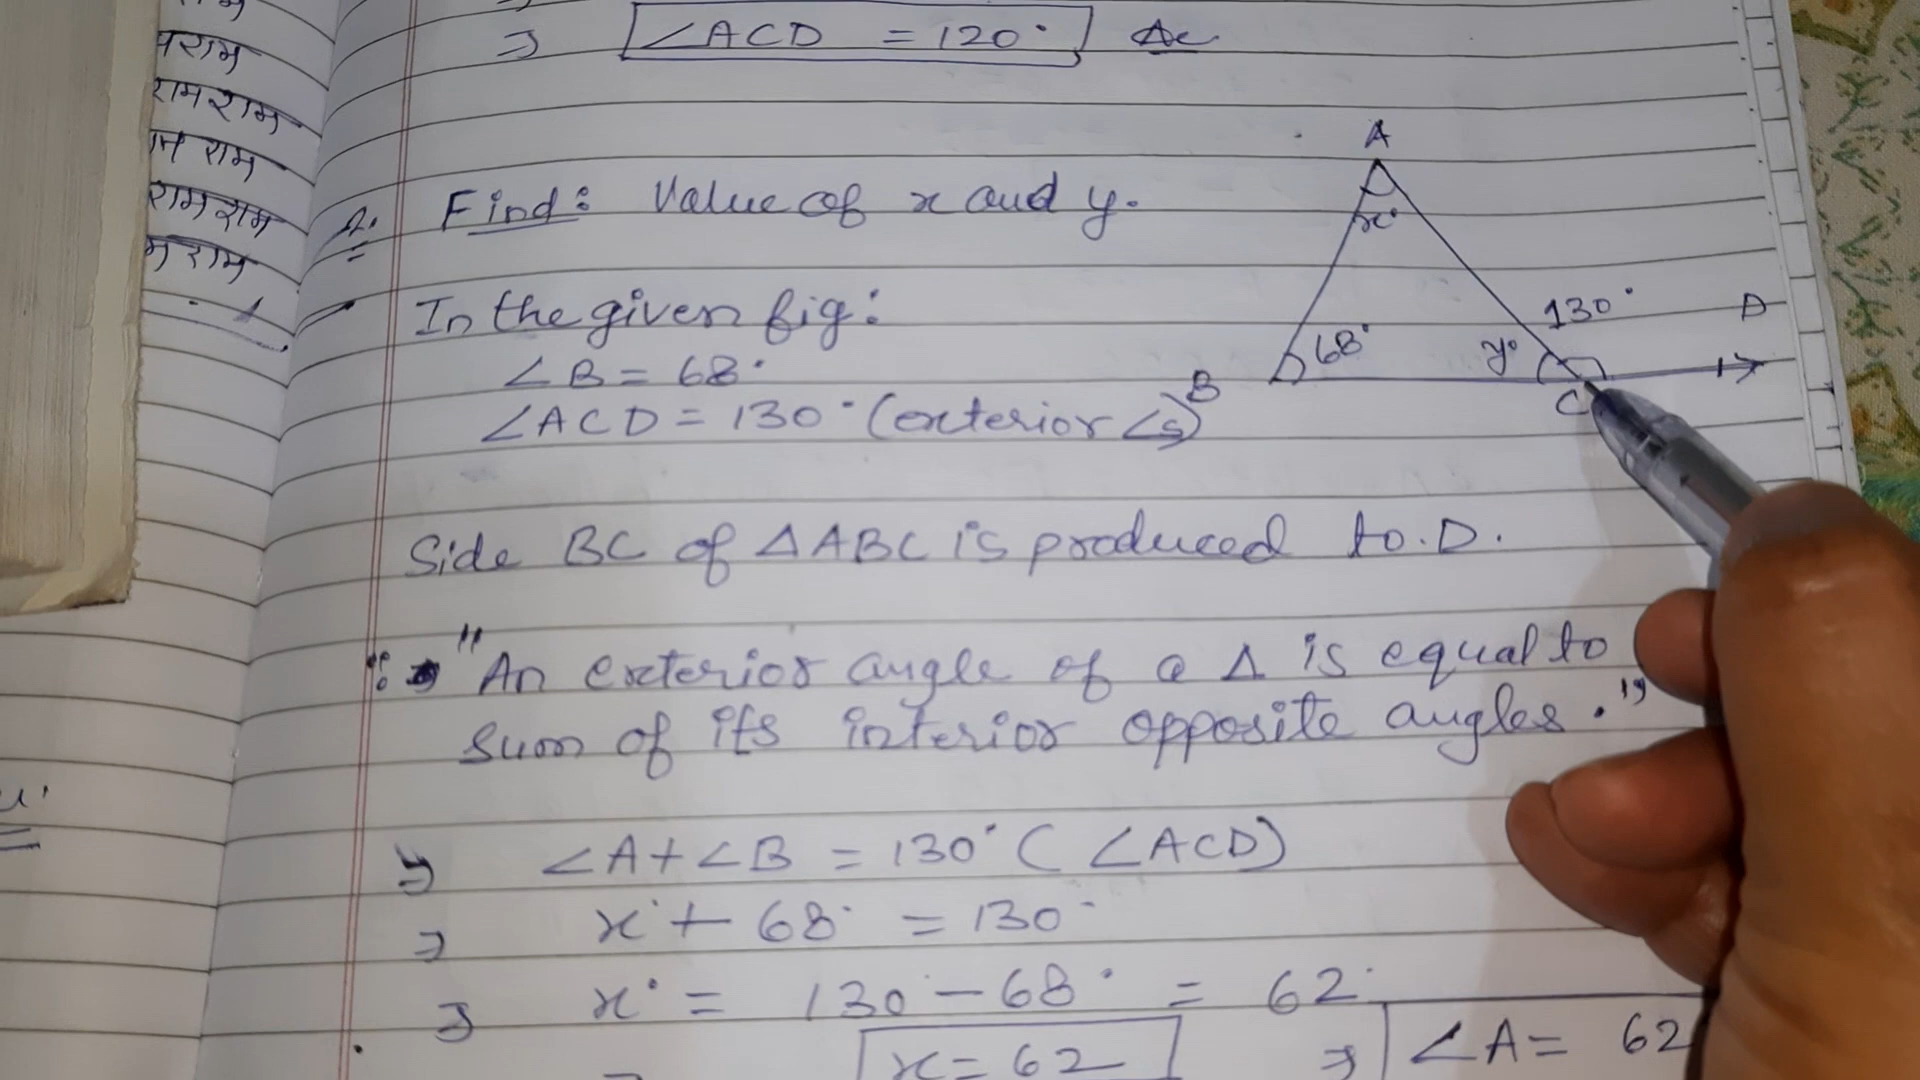 राम
राम राम
राम
राम राम
राम
⇒ ∠ACD = 120°
Find: Value of x and y.
A
x°
In the given fig:
130°
D
∠B = 68°
68°
y°
B
C
∠ACD = 130° (exterior ∠s)
Side BC of △ABC is produced to D.
"An exterior angle of a △ is equal to
sum of its interior opposite angles."
⇒ ∠A + ∠B = 130° (∠ACD)
⇒ x° + 68° = 130°
⇒ x° = 130° - 68° = 62°
x = 62 ⇒ ∠A = 62